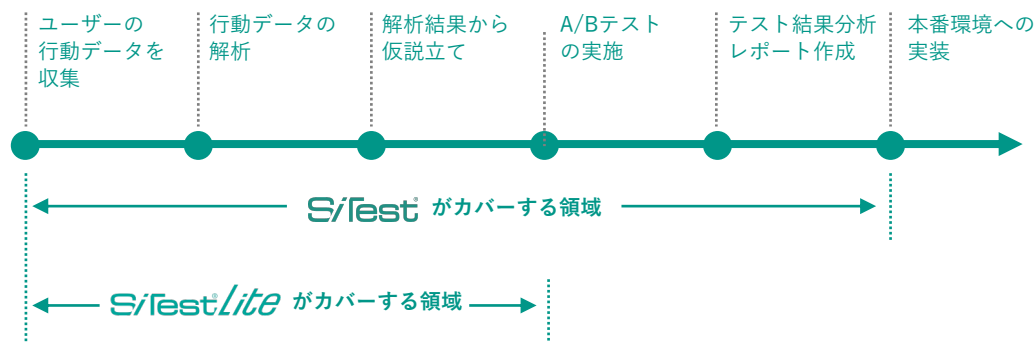 ユーザーの
行動データを
収集
行動データの
解析
解析結果から
仮説立て
A/Bテスト
の実施
テスト結果分析
レポート作成
本番環境への
実装
SiTest® がカバーする領域
SiTest® Lite がカバーする領域